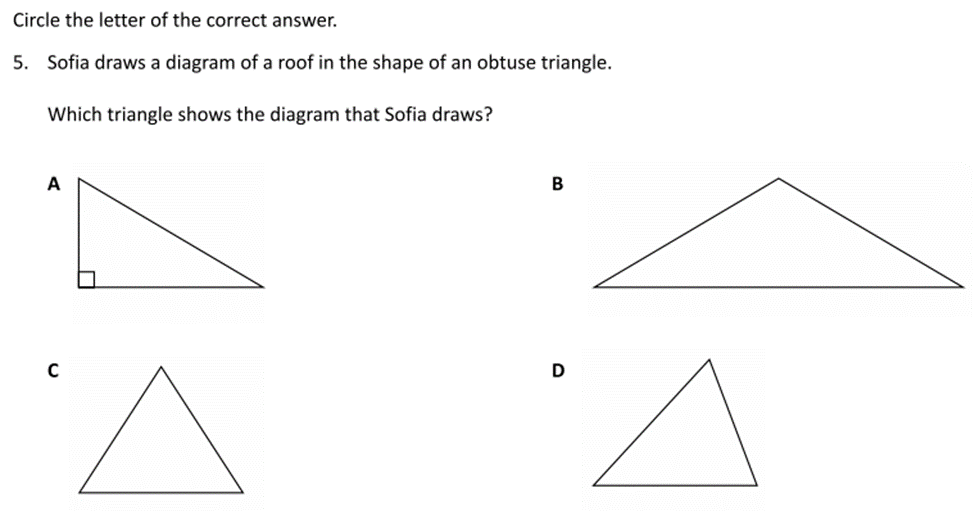 Circle the letter of the correct answer.
5. Sofia draws a diagram of a roof in the shape of an obtuse triangle.
Which triangle shows the diagram that Sofia draws?
A
B
C
D